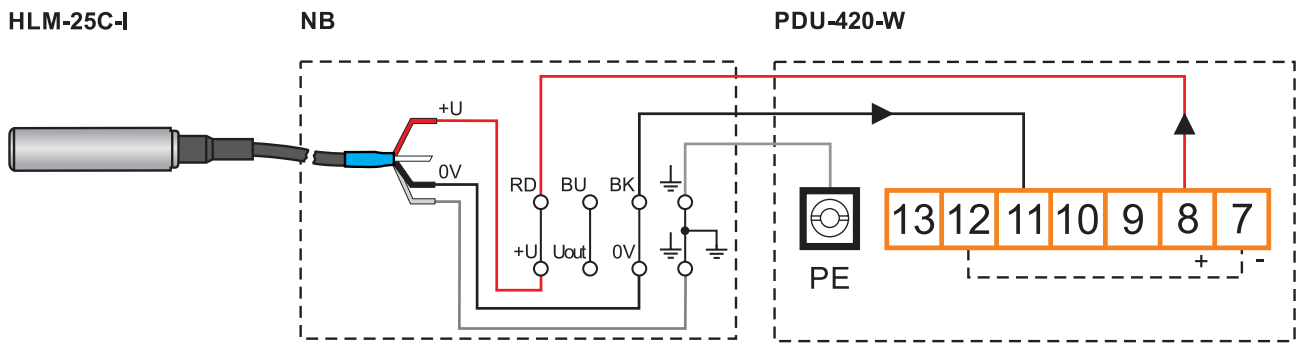 HLM-25C-I NB PDU-420-W
+U
0V
RD BU BK
+U Uout 0V
PE
13 12 11 10 9 8 7
+ -